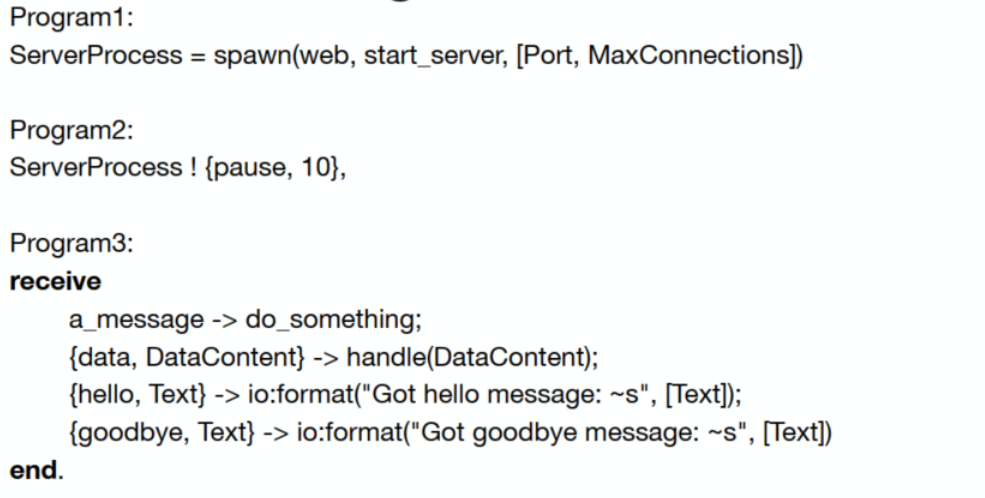 Program1:
ServerProcess = spawn(web, start_server, [Port, MaxConnections])
Program2:
ServerProcess ! {pause, 10},
Program3:
receive
a_message -> do_something;
{data, DataContent} -> handle(DataContent);
{hello, Text} -> io:format("Got hello message: ~s", [Text]);
{goodbye, Text} -> io:format("Got goodbye message: ~s", [Text])
end.